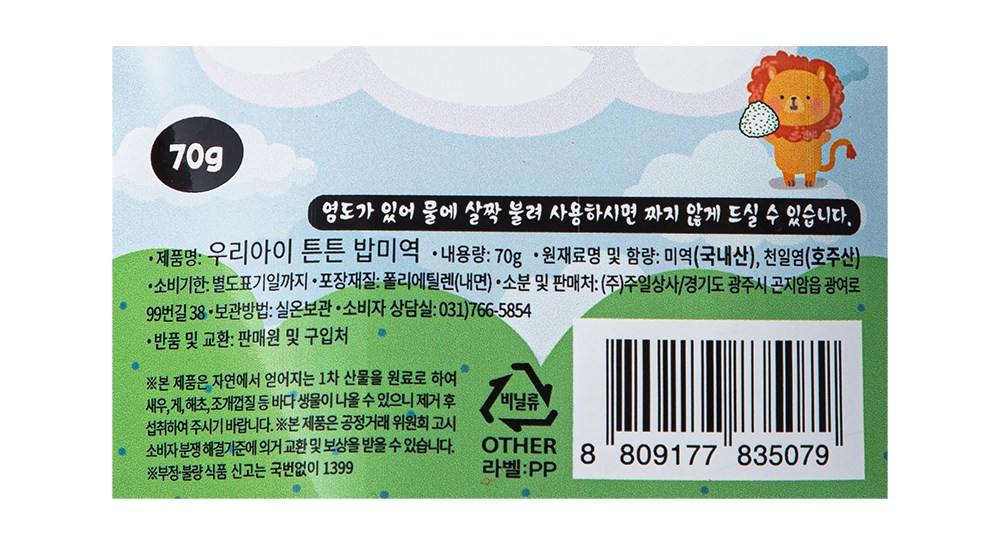 70g
염도가 있어 물에 살짝 불려 사용하시면 짜지 않게 드실 수 있습니다.
•제품명: 우리아이 튼튼 밥미역 •내용량: 70g •원재료명 및 함량: 미역(국내산), 천일염(호주산)
•소비기한: 별도표기일까지 •포장재질: 폴리에틸렌(내면) •소분 및 판매처: (주)주일상사/경기도 광주시 곤지암읍 광여로
99번길 38 •보관방법: 실온보관 •소비자 상담실: 031)766-5854
•반품 및 교환: 판매원 및 구입처
※본 제품은 자연에서 얻어지는 1차 산물을 원료로 하여
새우, 게, 해초, 조개껍질 등 바다 생물이 나올 수 있으니 제거 후
섭취하여 주시기 바랍니다. ※본 제품은 공정거래 위원회 고시
소비자 분쟁 해결기준에 의거 교환 및 보상을 받을 수 있습니다.
※부정·불량 식품 신고는 국번없이 1399
비닐류
OTHER
라벨:PP
8 809177 835079